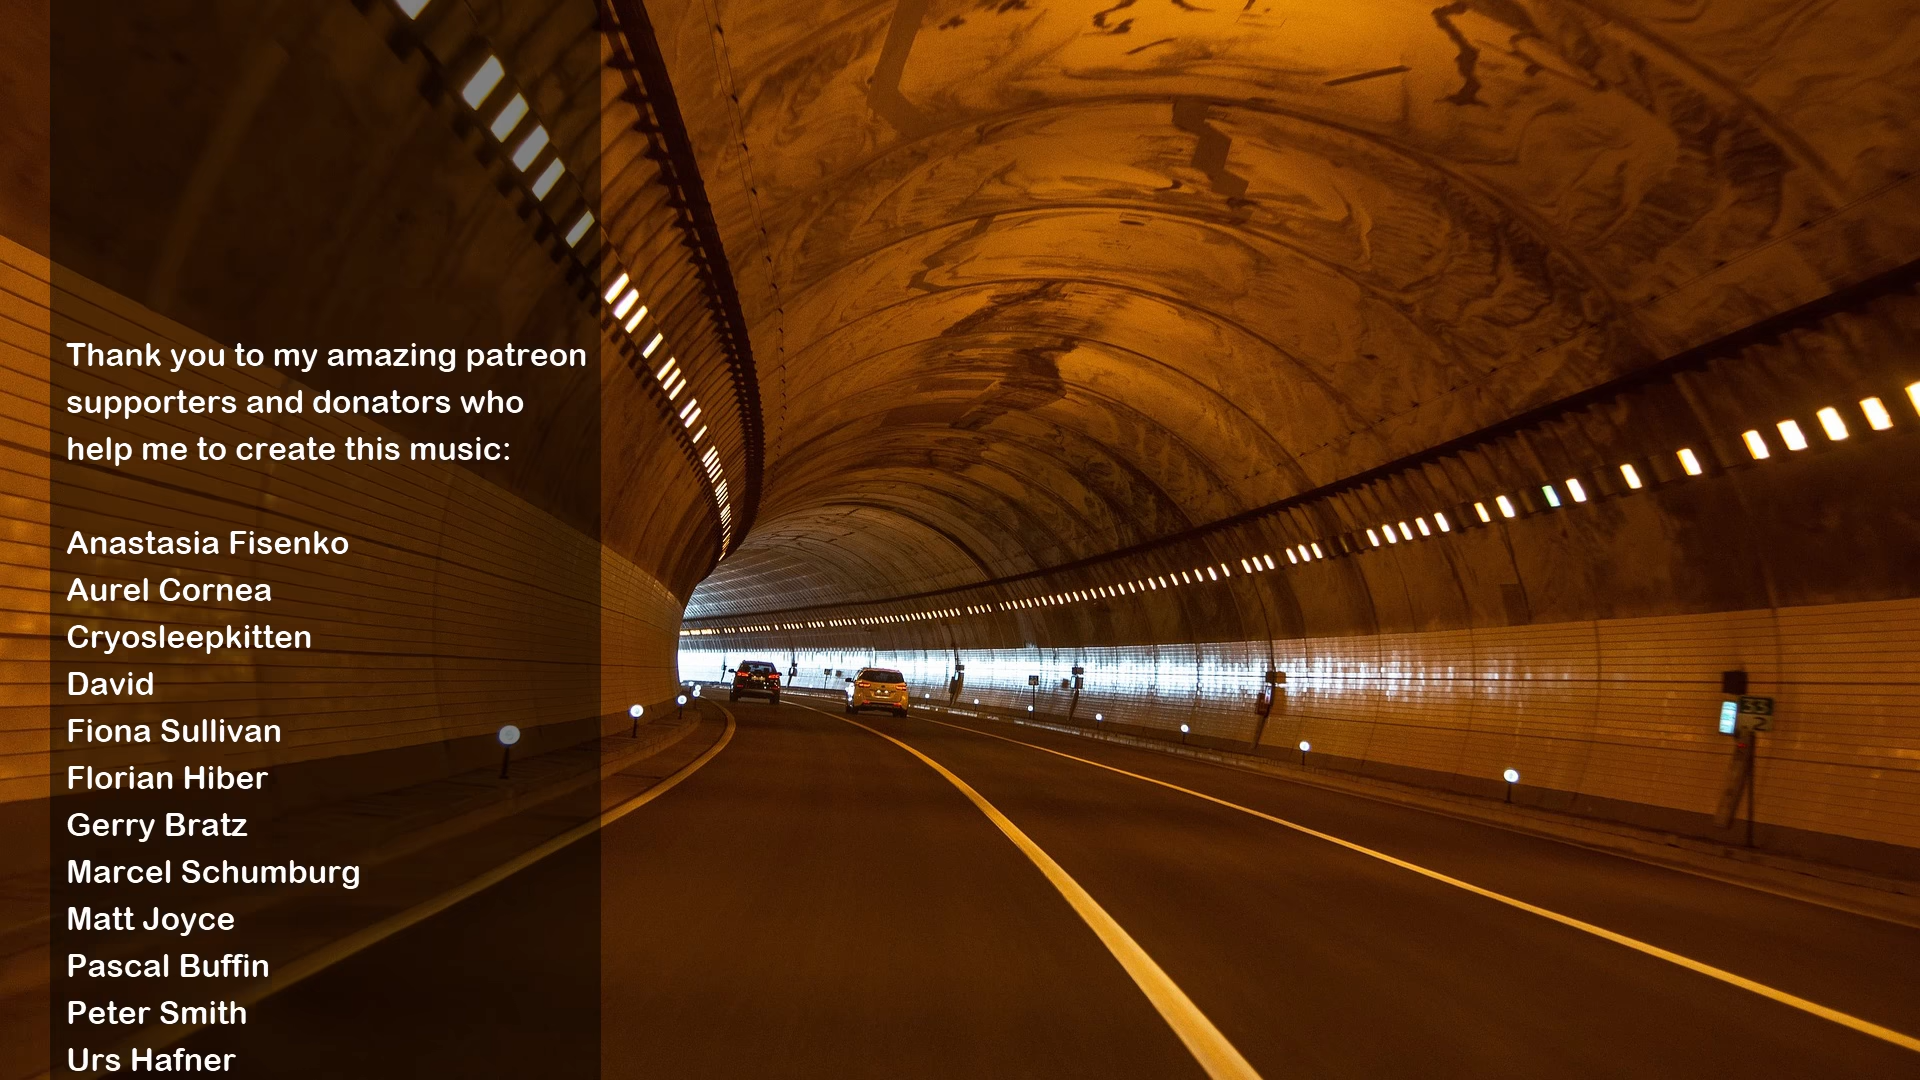 Thank you to my amazing patreon
supporters and donators who
help me to create this music:
Anastasia Fisenko
Aurel Cornea
Cryosleepkitten
David
Fiona Sullivan
Florian Hiber
Gerry Bratz
Marcel Schumburg
Matt Joyce
Pascal Buffin
Peter Smith
Urs Hafner
33
2